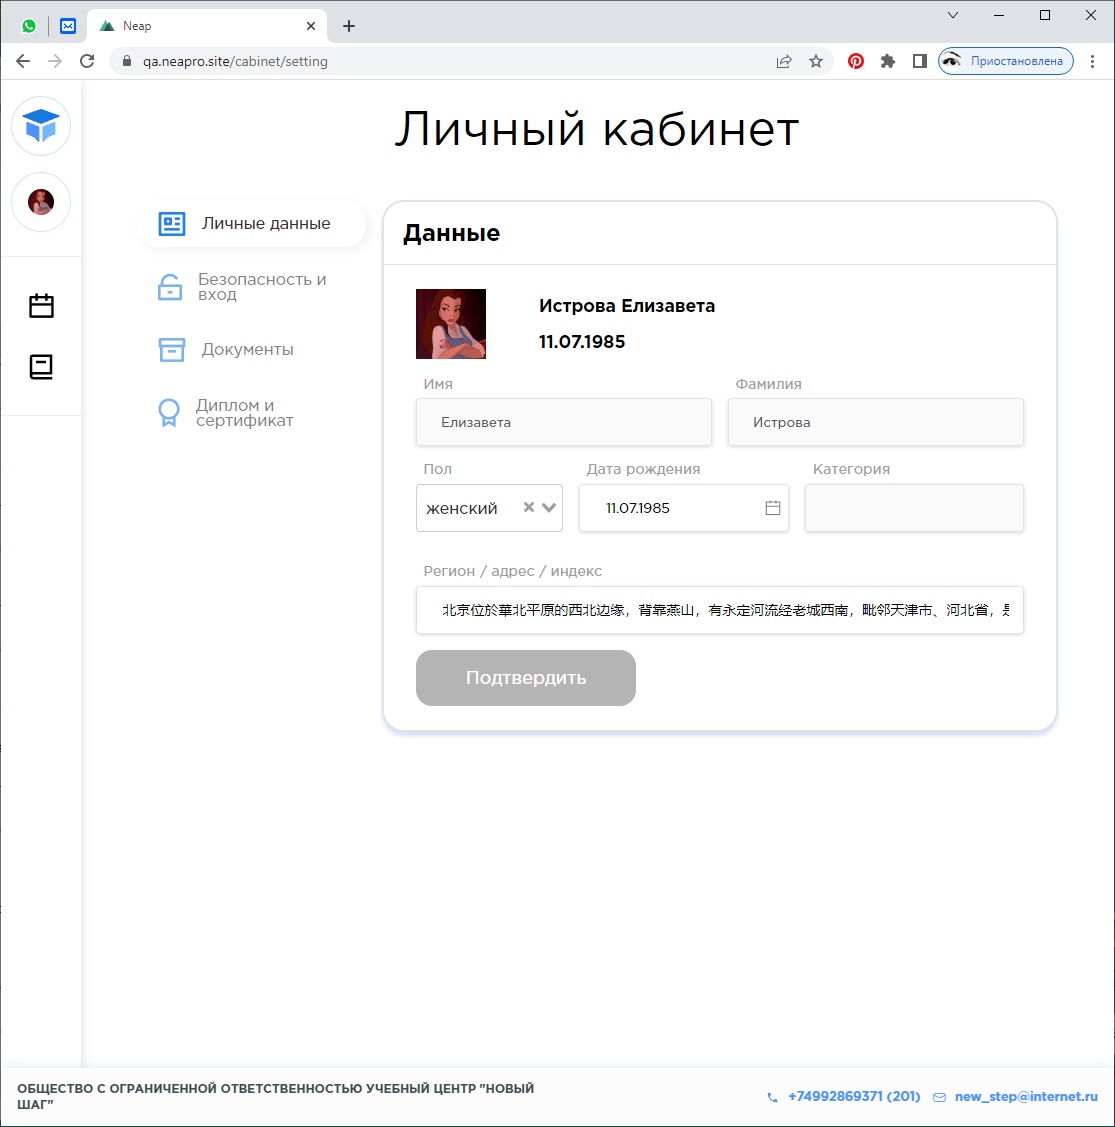 Neap
qa.neapro.site/cabinet/setting
Приостановлена
Личный кабинет
Личные данные
Безопасность и
вход
Документы
Диплом и
сертификат
Данные
Истрова Елизавета
11.07.1985
Имя
Фамилия
Елизавета
Истрова
Пол
Дата рождения
Категория
женский
11.07.1985
Регион / адрес / индекс
北京位於華北平原的西北边缘，背靠燕山，有永定河流经老城西南，毗邻天津市、河北省，
Подтвердить
ОБЩЕСТВО С ОГРАНИЧЕННОЙ ОТВЕТСТВЕННОСТЬЮ УЧЕБНЫЙ ЦЕНТР "НОВЫЙ
ШАГ"
+74992869371 (201)
new_step@internet.ru